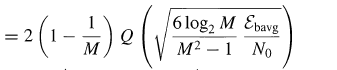 = 2 (1 − 1/M) Q (√(6 log₂ M / (M² − 1) · ℰ_bavg / N₀))